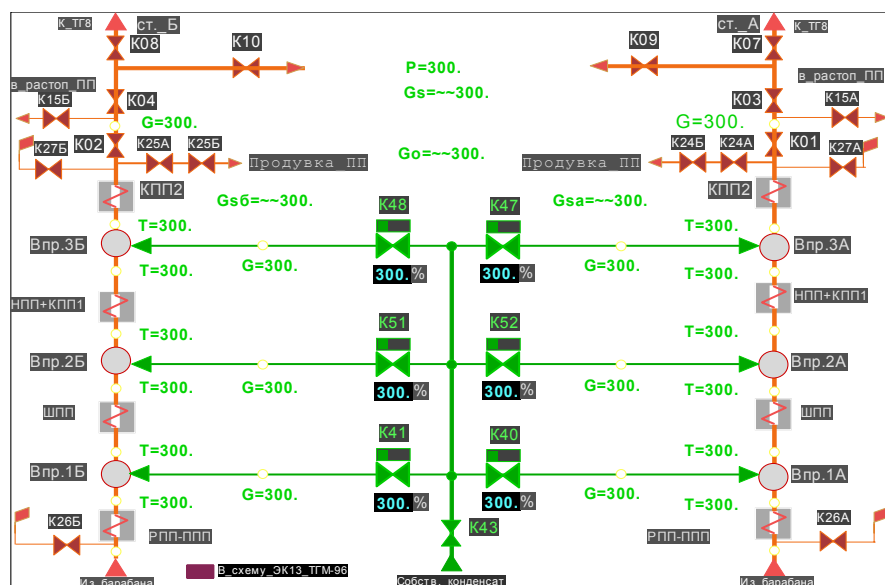 К_ТГ8
ст._Б
ст._А
К_ТГ8
К08
К10
К09
К07
P=300.
в_растоп_ПП
Gs=~~300.
в_растоп_ПП
К15Б
К04
К03
К15А
G=300.
G=300.
К27Б
К02
К25А
К25Б
Go=~~300.
К24Б
К24А
К01
К27А
Продувка_ПП
Продувка_ПП
КПП2
КПП2
Gsб=~~300.
К48
К47
Gsa=~~300.
Впр.3Б
T=300.
T=300.
Впр.3А
G=300.
300.%
300.%
G=300.
T=300.
T=300.
НПП+КПП1
НПП+КПП1
T=300.
К51
К52
T=300.
Впр.2Б
Впр.2А
G=300.
300.%
300.%
G=300.
T=300.
T=300.
ШПП
ШПП
T=300.
К41
К40
T=300.
Впр.1Б
Впр.1А
G=300.
300.%
300.%
G=300.
T=300.
T=300.
К26Б
РПП-ППП
К43
РПП-ППП
К26А
Из_барабана
В_схему_ЭК13_ТГМ-96
Собств._конденсат
Из_барабана